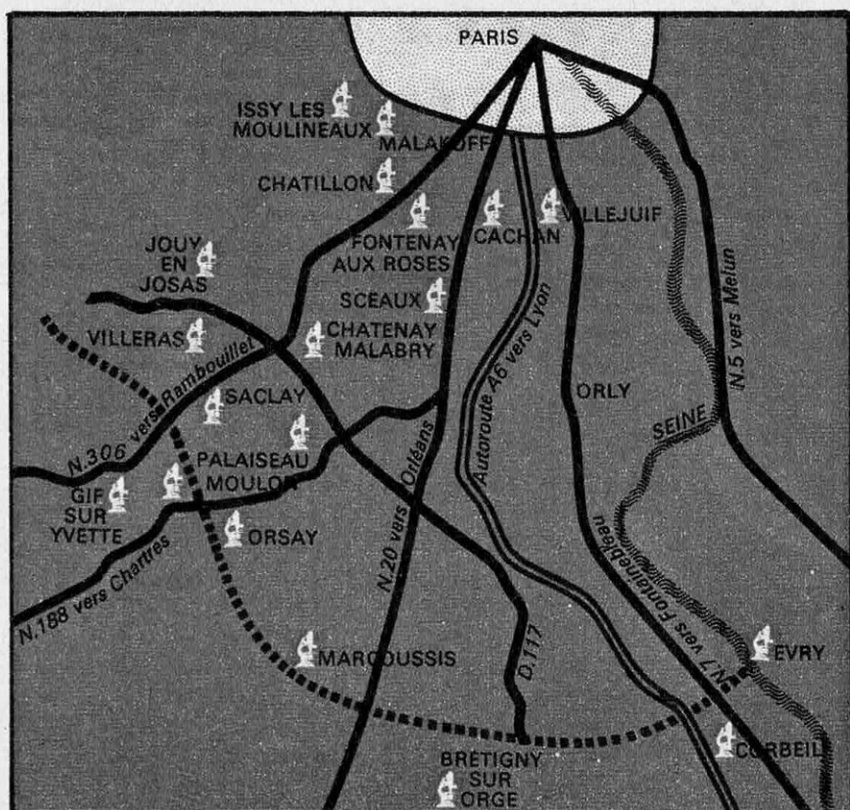 PARIS
ISSY LES
MOULINEAUX
MALAKOFF
CHATILLON
FONTENAY
AUX ROSES
CACHAN
VILLEJUIF
JOUY
EN
JOSAS
SCEAUX
VILLERAS
CHATENAY
MALABRY
N.306 vers Rambouillet
SACLAY
Autoroute A6 vers Lyon
ORLY
N.5 vers Melun
SEINE
PALAISEAU
MOULON
GIF
SUR
YVETTE
ORSAY
N.20 vers Orléans
N.188 vers Chartres
N.7 vers Fontainebleau
MARCOUSSIS
D.117
EVRY
CORBEIL
BRÉTIGNY
SUR
ORGE